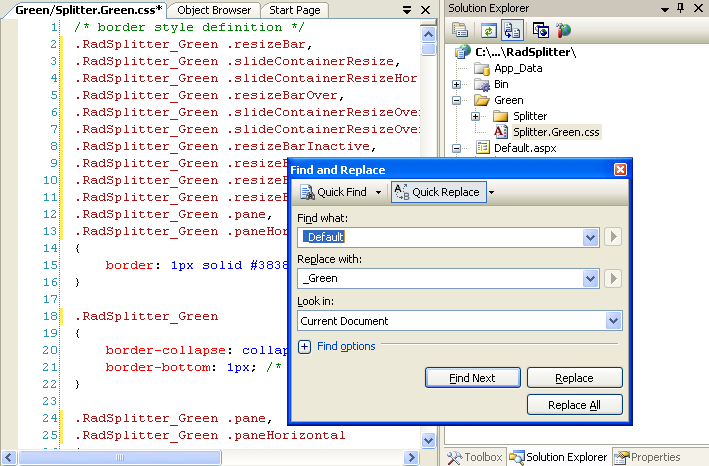 Green/Splitter.Green.css* Object Browser Start Page
1 /* border style definition */
2 .RadSplitter_Green .resizeBar,
3 .RadSplitter_Green .slideContainerResize,
4 .RadSplitter_Green .slideContainerResizeHor
5 .RadSplitter_Green .resizeBarOver,
6 .RadSplitter_Green .slideContainerResizeOve
7 .RadSplitter_Green .slideContainerResizeOve
8 .RadSplitter_Green .resizeBarInactive,
9 .RadSplitter_Green .resizeB
10 .RadSplitter_Green .resizeB
11 .RadSplitter_Green .resizeB
12 .RadSplitter_Green .pane,
13 .RadSplitter_Green .paneHor
14 {
15 border: 1px solid #3838
16 }
17
18 .RadSplitter_Green
19 {
20 border-collapse: collap
21 border-bottom: 1px; /*
22 }
23
24 .RadSplitter_Green .pane,
25 .RadSplitter_Green .paneHorizontal
Solution Explorer
C:\...\RadSplitter\
App_Data
Bin
Green
Splitter
Splitter.Green.css
Default.aspx
Find and Replace
Quick Find Quick Replace
Find what:
_Default
Replace with:
_Green
Look in:
Current Document
Find options
Find Next Replace
Replace All
Toolbox Solution Explorer Properties